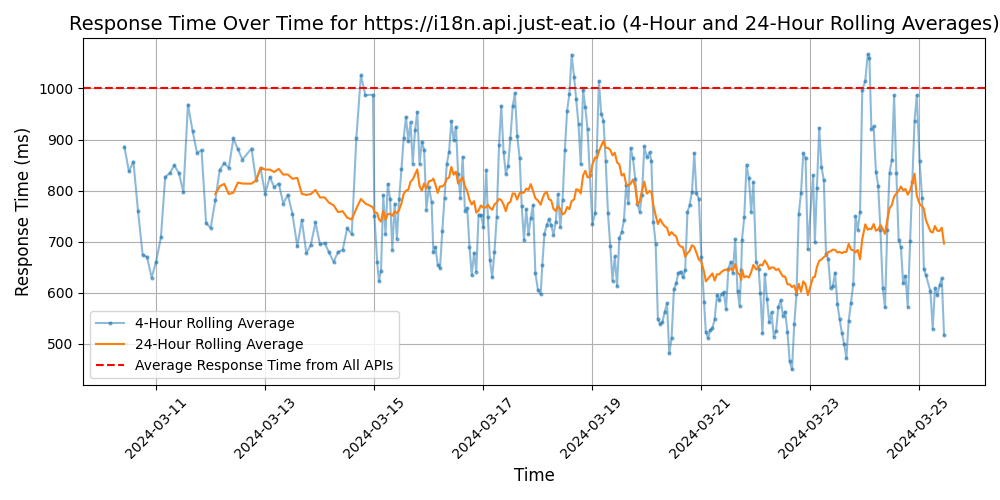 Response Time Over Time for https://i18n.api.just-eat.io (4-Hour and 24-Hour Rolling Averages)
Response Time (ms)
1000
900
800
700
600
500
4-Hour Rolling Average
24-Hour Rolling Average
Average Response Time from All APIs
2024-03-11
2024-03-13
2024-03-15
2024-03-17
2024-03-19
2024-03-21
2024-03-23
2024-03-25
Time